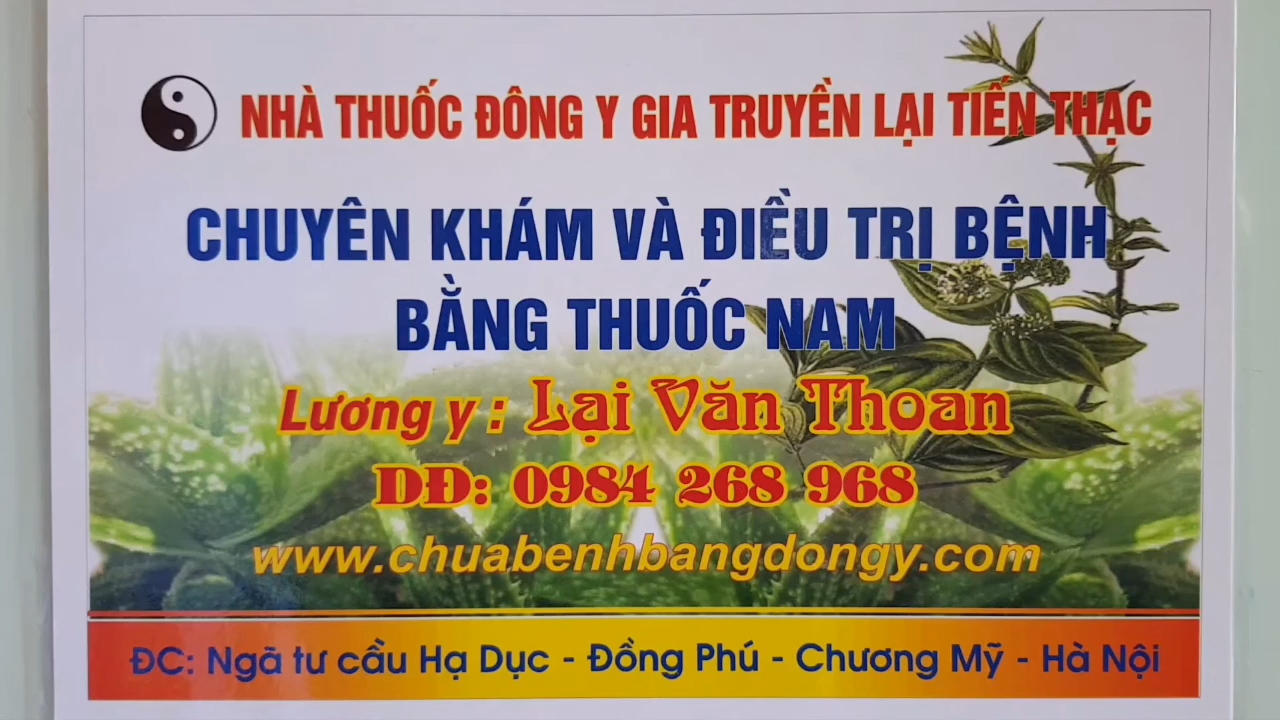 NHÀ THUỐC ĐÔNG Y GIA TRUYỀN LẠI TIẾN THẠC
CHUYÊN KHÁM VÀ ĐIỀU TRỊ BỆNH
BẰNG THUỐC NAM
Lương y : Lại Văn Thoan
DĐ: 0984 268 968
www.chuabenhbangdongy.com
ĐC: Ngã tư cầu Hạ Dục - Đồng Phú - Chương Mỹ - Hà Nội